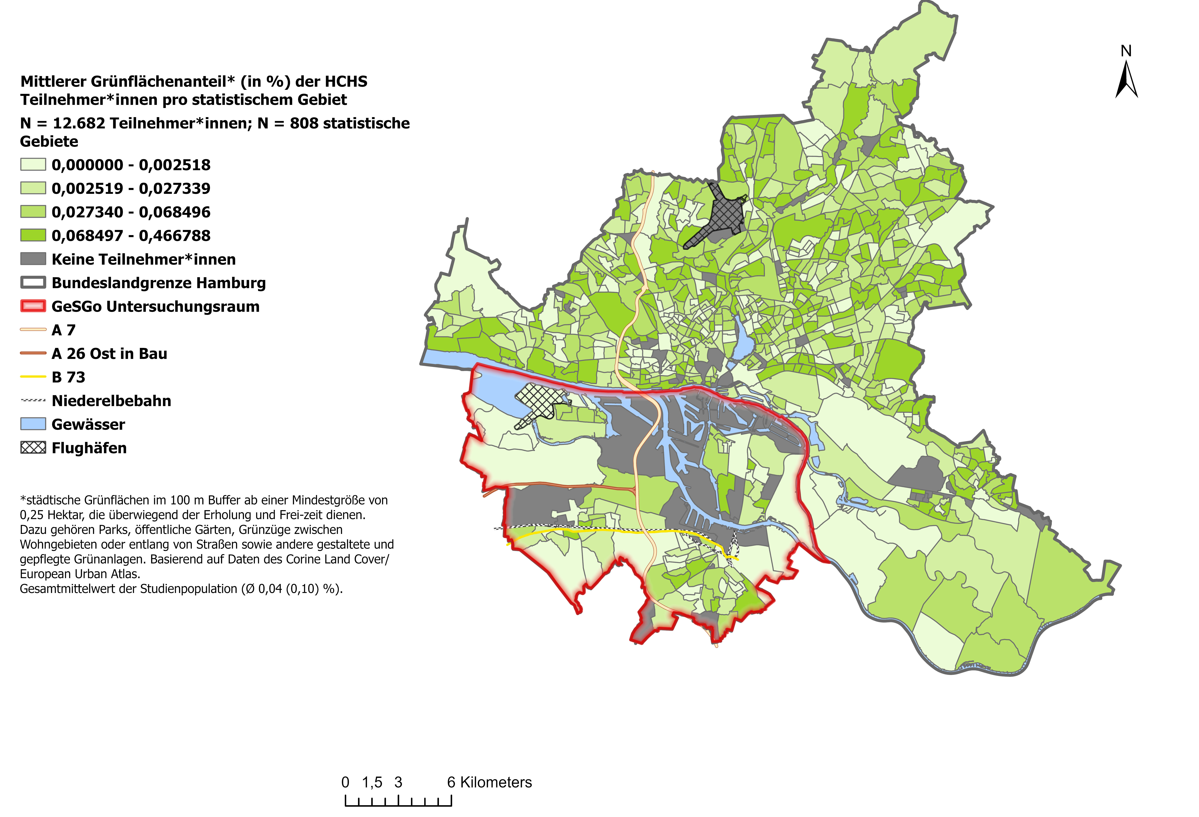 Mittlerer Grünflächenanteil* (in %) der HCHS
Teilnehmer*innen pro statistischem Gebiet
N = 12.682 Teilnehmer*innen; N = 808 statistische
Gebiete
0,000000 - 0,002518
0,002519 - 0,027339
0,027340 - 0,068496
0,068497 - 0,466788
Keine Teilnehmer*innen
Bundeslandgrenze Hamburg
GeSGo Untersuchungsraum
A 7
A 26 Ost in Bau
B 73
Niederelbebahn
Gewässer
Flughäfen
*städtische Grünflächen im 100 m Buffer ab einer Mindestgröße von
0,25 Hektar, die überwiegend der Erholung und Frei-zeit dienen.
Dazu gehören Parks, öffentliche Gärten, Grünzüge zwischen
Wohngebieten oder entlang von Straßen sowie andere gestaltete und
gepflegte Grünanlagen. Basierend auf Daten des Corine Land Cover/
European Urban Atlas.
Gesamtmittelwert der Studienpopulation (Ø 0,04 (0,10) %).
N
0 1,5 3 6 Kilometers